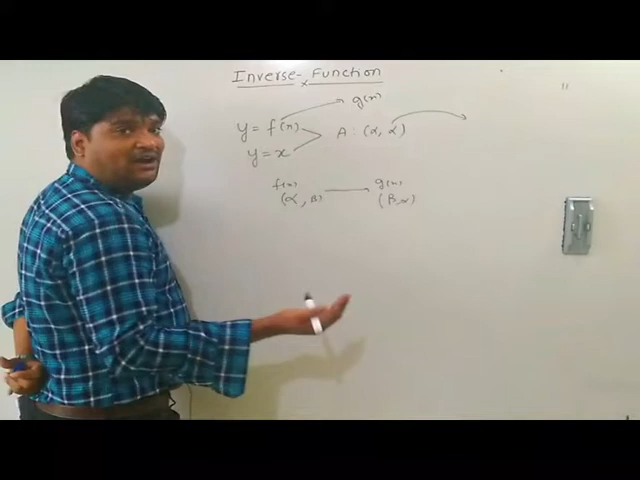 Inverse-Function
g(x)
y = f(x)
A : (α, α)
y = x
f(x) g(x)
(α, β) → (β, α)